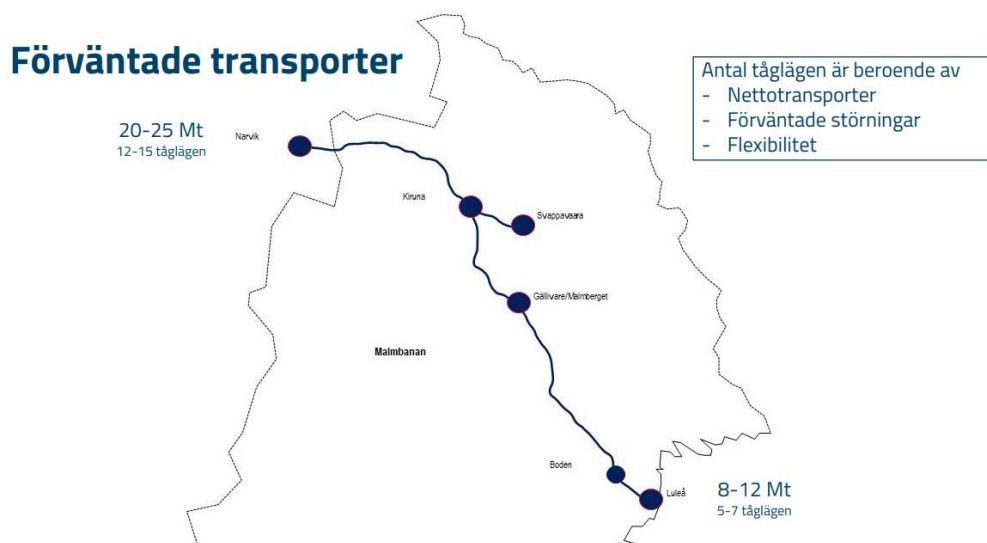 Förväntade transporter
Antal tåglägen är beroende av
- Nettotransporter
- Förväntade störningar
- Flexibilitet
20-25 Mt
12-15 tåglägen
Narvik
Kiruna
Svappavaara
Gällivare/Malmberget
Malmbanan
Boden
Luleå
8-12 Mt
5-7 tåglägen